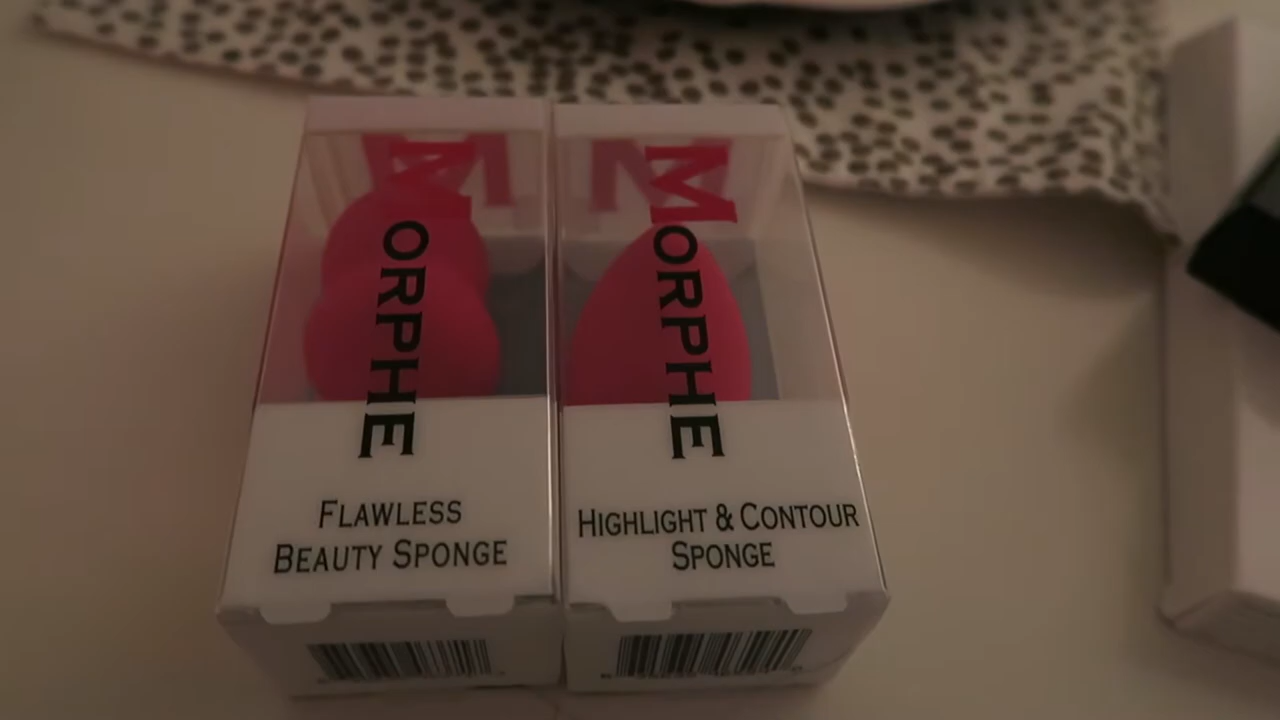 MORPHE
FLAWLESS
BEAUTY SPONGE
MORPHE
HIGHLIGHT & CONTOUR
SPONGE
M
M